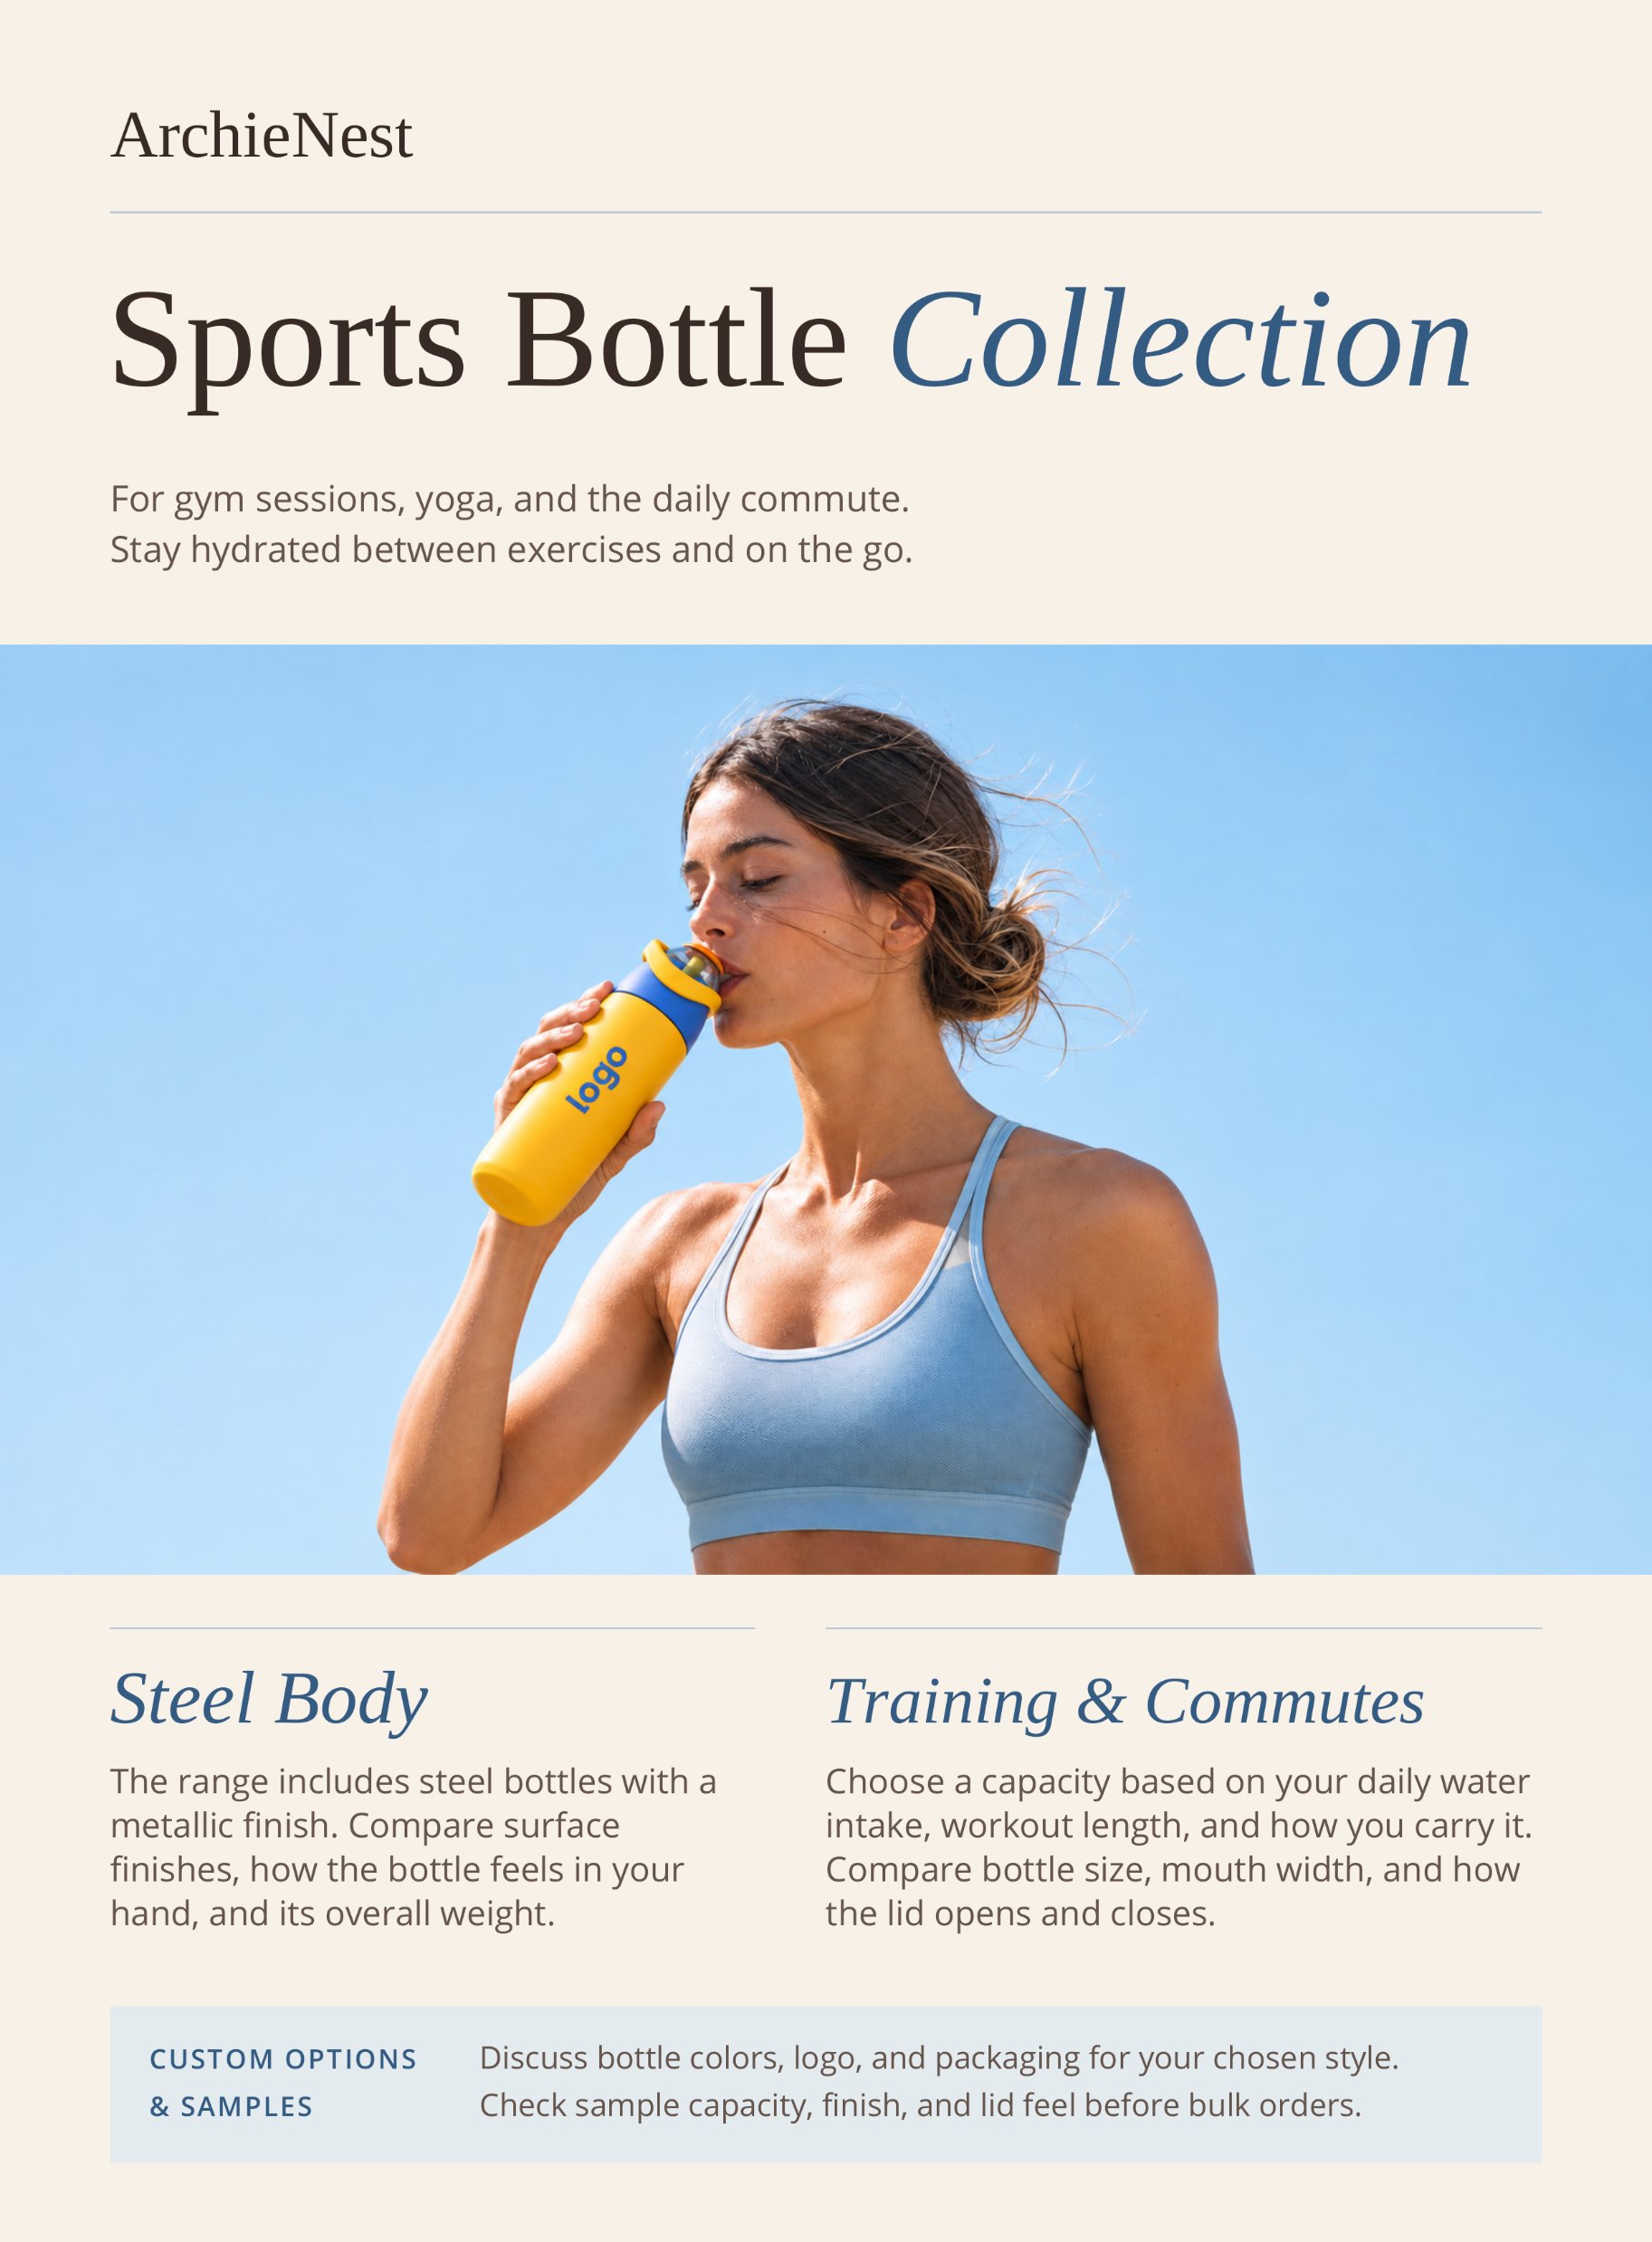 ArchieNest
Sports Bottle Collection
For gym sessions, yoga, and the daily commute.
Stay hydrated between exercises and on the go.
logo
Steel Body
The range includes steel bottles with a
metallic finish. Compare surface
finishes, how the bottle feels in your
hand, and its overall weight.
Training & Commutes
Choose a capacity based on your daily water
intake, workout length, and how you carry it.
Compare bottle size, mouth width, and how
the lid opens and closes.
CUSTOM OPTIONS
& SAMPLES
Discuss bottle colors, logo, and packaging for your chosen style.
Check sample capacity, finish, and lid feel before bulk orders.